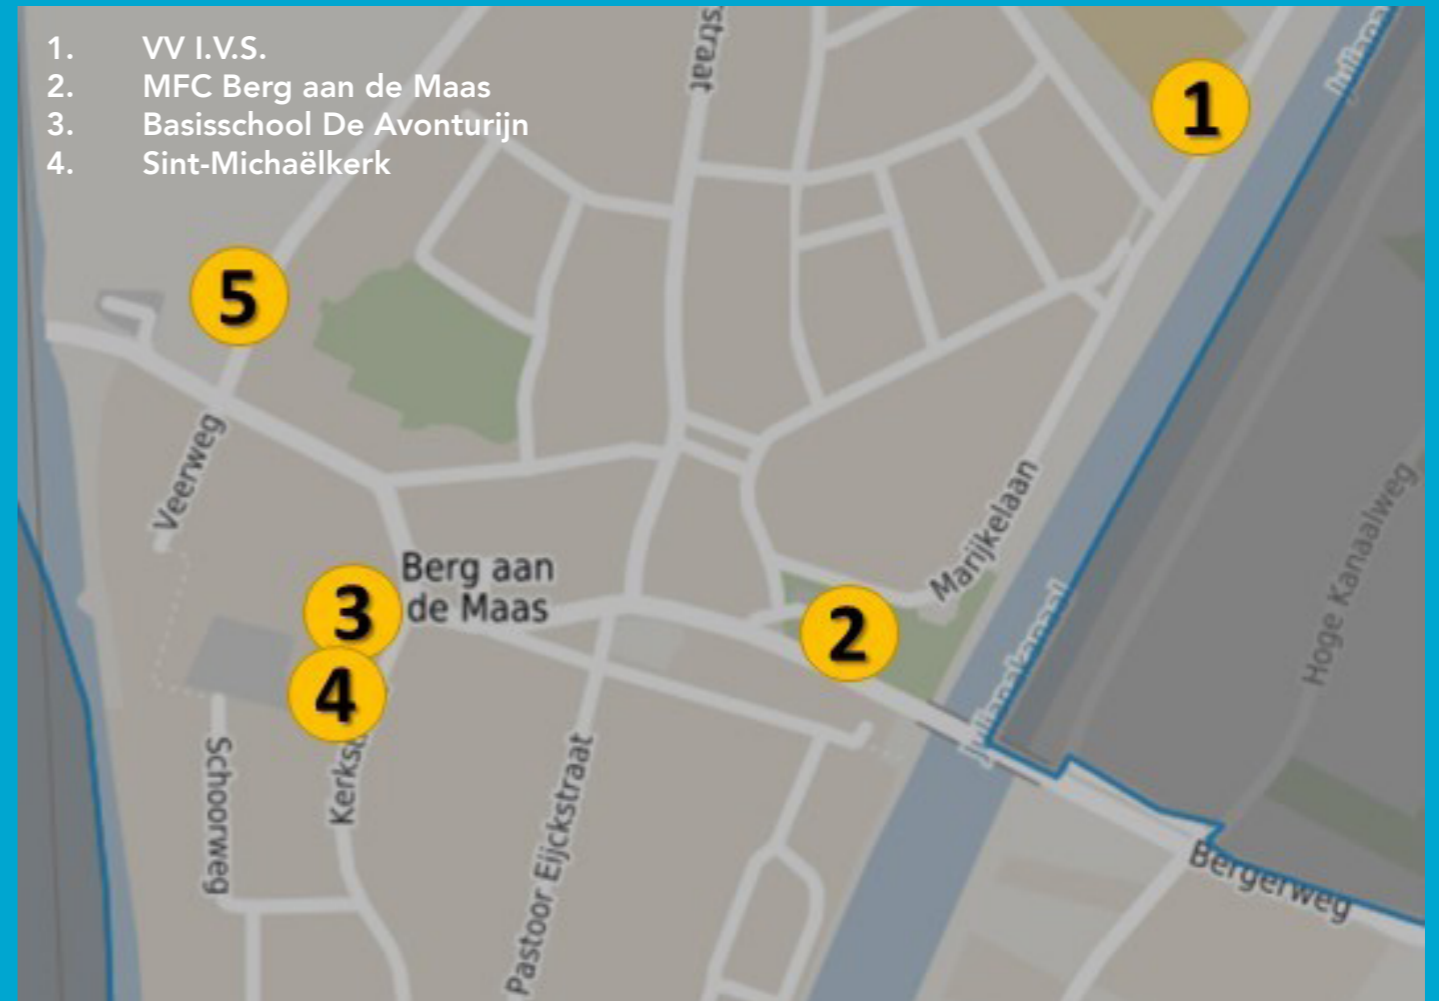 1. VV I.V.S.
2. MFC Berg aan de Maas
3. Basisschool De Avonturijn
4. Sint-Michaëlkerk
straat
1
5
Veerweg
Marijkelaan
Hoge Kanaalweg
Berg aan
de Maas
3
2
4
Schoorweg
Pastoor Eijckstraat
Bergerweg